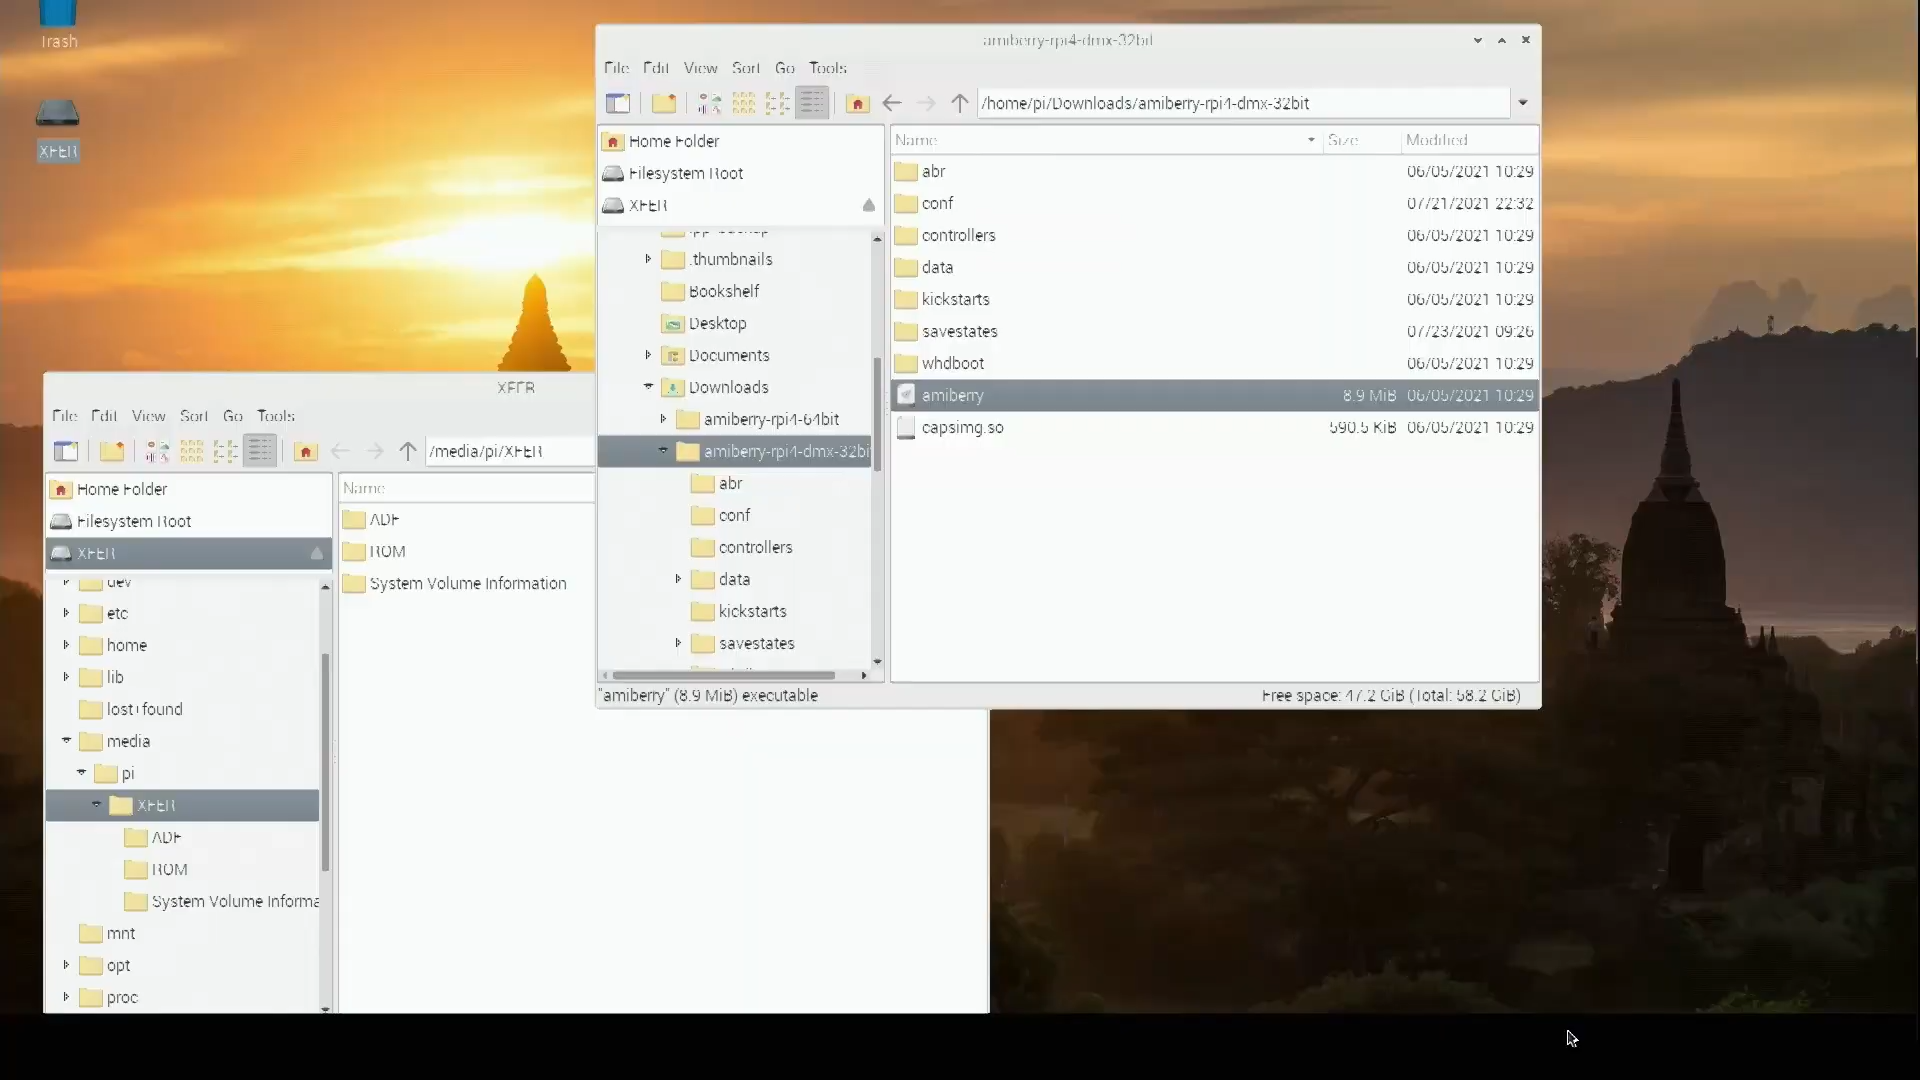 Trash
XFER
amiberry-rpi4-dmx-32bit
File Edit View Sort Go Tools
/home/pi/Downloads/amiberry-rpi4-dmx-32bit
Home Folder
Filesystem Root
XFER
.thumbnails
Bookshelf
Desktop
Documents
Downloads
amiberry-rpi4-64bit
amiberry-rpi4-dmx-32bi
abr
conf
controllers
data
kickstarts
savestates
Name Size Modified
abr 06/05/2021 10:29
conf 07/21/2021 22:32
controllers 06/05/2021 10:29
data 06/05/2021 10:29
kickstarts 06/05/2021 10:29
savestates 07/23/2021 09:26
whdboot 06/05/2021 10:29
amiberry 8.9 MiB 06/05/2021 10:29
capsimg.so 590.5 KiB 06/05/2021 10:29
"amiberry" (8.9 MiB) executable Free space: 47.2 GiB (Total: 58.2 GiB)
XFER
File Edit View Sort Go Tools
/media/pi/XFER
Home Folder
Filesystem Root
XFER
dev
etc
home
lib
lost+found
media
pi
XFER
ADF
ROM
System Volume Informa
mnt
opt
proc
Name
ADF
ROM
System Volume Information